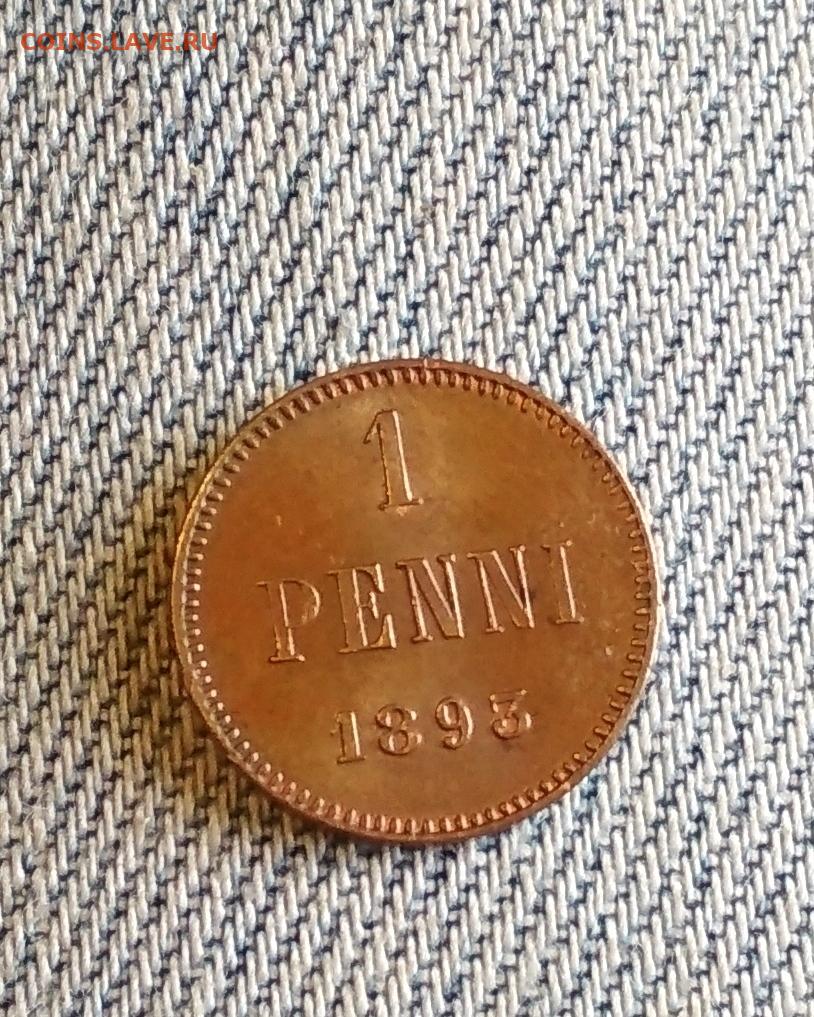 COINS.LAVE.RU
1
PENNI
1893